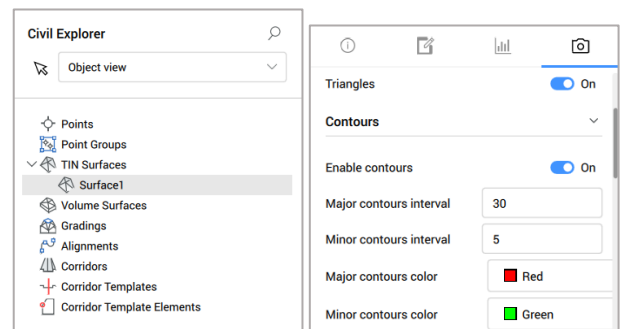 Civil Explorer
Object view
Points
Point Groups
TIN Surfaces
Surface1
Volume Surfaces
Gradings
Alignments
Corridors
Corridor Templates
Corridor Template Elements
Triangles On
Contours
Enable contours On
Major contours interval 30
Minor contours interval 5
Major contours color Red
Minor contours color Green